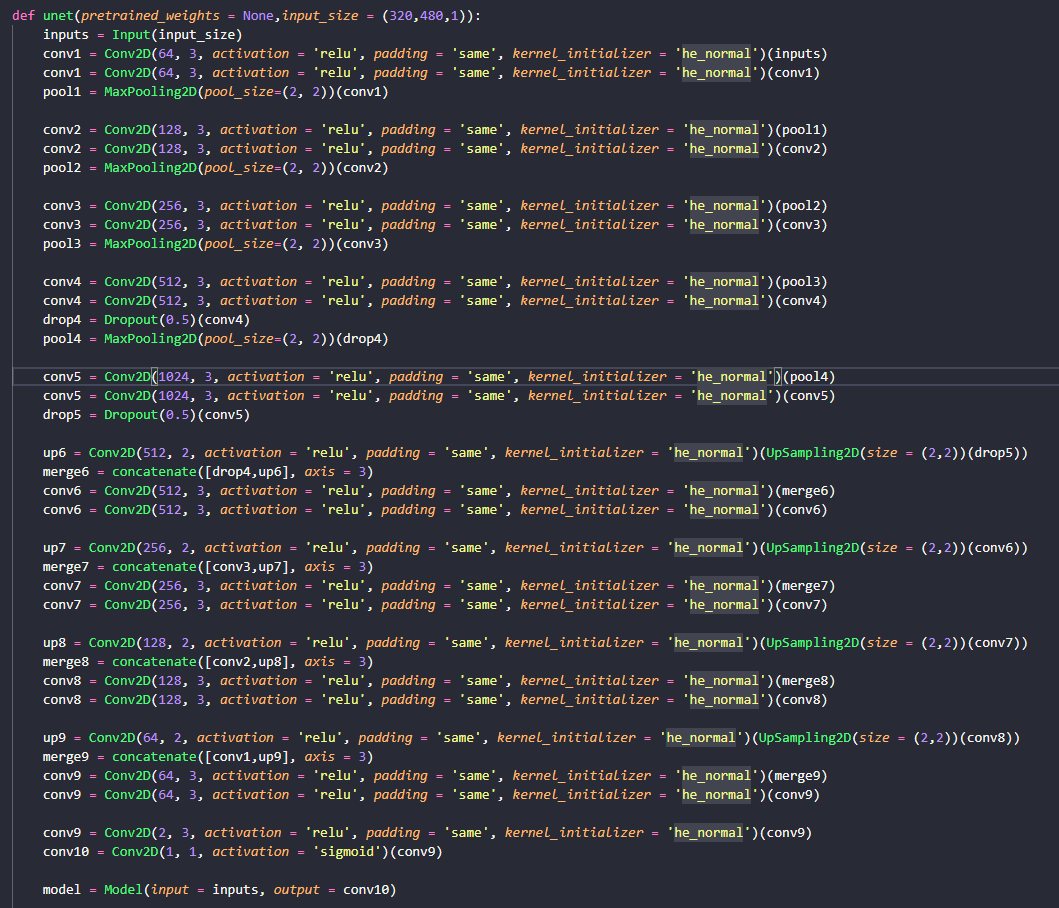 def unet(pretrained_weights = None,input_size = (320,480,1)):
inputs = Input(input_size)
conv1 = Conv2D(64, 3, activation = 'relu', padding = 'same', kernel_initializer = 'he_normal')(inputs)
conv1 = Conv2D(64, 3, activation = 'relu', padding = 'same', kernel_initializer = 'he_normal')(conv1)
pool1 = MaxPooling2D(pool_size=(2, 2))(conv1)
conv2 = Conv2D(128, 3, activation = 'relu', padding = 'same', kernel_initializer = 'he_normal')(pool1)
conv2 = Conv2D(128, 3, activation = 'relu', padding = 'same', kernel_initializer = 'he_normal')(conv2)
pool2 = MaxPooling2D(pool_size=(2, 2))(conv2)
conv3 = Conv2D(256, 3, activation = 'relu', padding = 'same', kernel_initializer = 'he_normal')(pool2)
conv3 = Conv2D(256, 3, activation = 'relu', padding = 'same', kernel_initializer = 'he_normal')(conv3)
pool3 = MaxPooling2D(pool_size=(2, 2))(conv3)
conv4 = Conv2D(512, 3, activation = 'relu', padding = 'same', kernel_initializer = 'he_normal')(pool3)
conv4 = Conv2D(512, 3, activation = 'relu', padding = 'same', kernel_initializer = 'he_normal')(conv4)
drop4 = Dropout(0.5)(conv4)
pool4 = MaxPooling2D(pool_size=(2, 2))(drop4)
conv5 = Conv2D(1024, 3, activation = 'relu', padding = 'same', kernel_initializer = 'he_normal')(pool4)
conv5 = Conv2D(1024, 3, activation = 'relu', padding = 'same', kernel_initializer = 'he_normal')(conv5)
drop5 = Dropout(0.5)(conv5)
up6 = Conv2D(512, 2, activation = 'relu', padding = 'same', kernel_initializer = 'he_normal')(UpSampling2D(size = (2,2))(drop5))
merge6 = concatenate([drop4,up6], axis = 3)
conv6 = Conv2D(512, 3, activation = 'relu', padding = 'same', kernel_initializer = 'he_normal')(merge6)
conv6 = Conv2D(512, 3, activation = 'relu', padding = 'same', kernel_initializer = 'he_normal')(conv6)
up7 = Conv2D(256, 2, activation = 'relu', padding = 'same', kernel_initializer = 'he_normal')(UpSampling2D(size = (2,2))(conv6))
merge7 = concatenate([conv3,up7], axis = 3)
conv7 = Conv2D(256, 3, activation = 'relu', padding = 'same', kernel_initializer = 'he_normal')(merge7)
conv7 = Conv2D(256, 3, activation = 'relu', padding = 'same', kernel_initializer = 'he_normal')(conv7)
up8 = Conv2D(128, 2, activation = 'relu', padding = 'same', kernel_initializer = 'he_normal')(UpSampling2D(size = (2,2))(conv7))
merge8 = concatenate([conv2,up8], axis = 3)
conv8 = Conv2D(128, 3, activation = 'relu', padding = 'same', kernel_initializer = 'he_normal')(merge8)
conv8 = Conv2D(128, 3, activation = 'relu', padding = 'same', kernel_initializer = 'he_normal')(conv8)
up9 = Conv2D(64, 2, activation = 'relu', padding = 'same', kernel_initializer = 'he_normal')(UpSampling2D(size = (2,2))(conv8))
merge9 = concatenate([conv1,up9], axis = 3)
conv9 = Conv2D(64, 3, activation = 'relu', padding = 'same', kernel_initializer = 'he_normal')(merge9)
conv9 = Conv2D(64, 3, activation = 'relu', padding = 'same', kernel_initializer = 'he_normal')(conv9)
conv9 = Conv2D(2, 3, activation = 'relu', padding = 'same', kernel_initializer = 'he_normal')(conv9)
conv10 = Conv2D(1, 1, activation = 'sigmoid')(conv9)
model = Model(input = inputs, output = conv10)